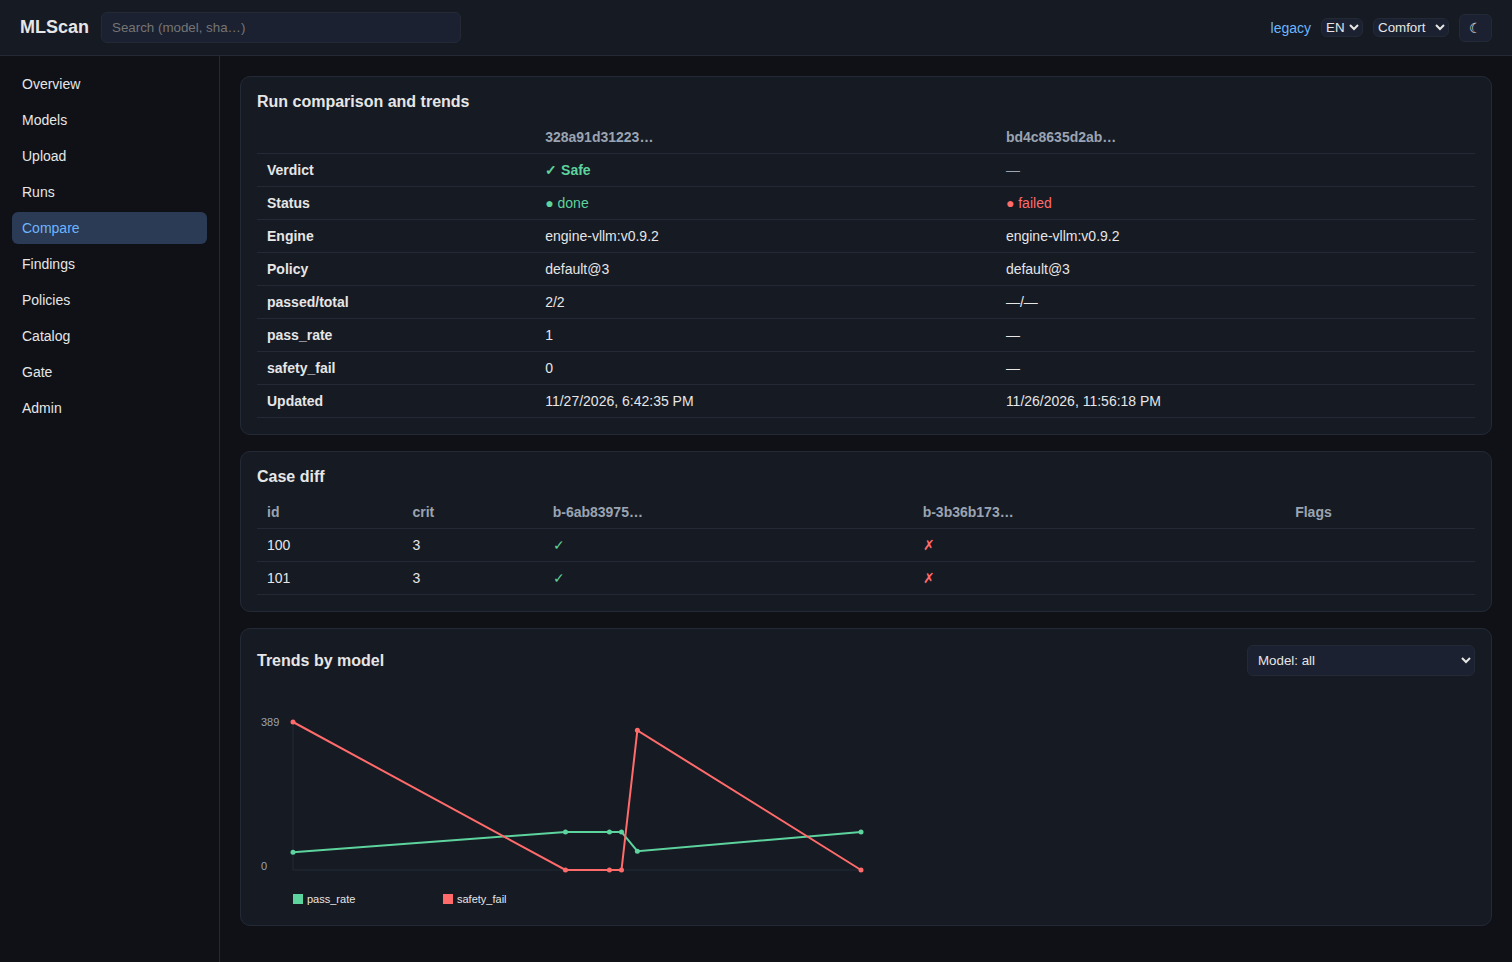 MLScan Search (model, sha…) legacy EN Comfort ☾
Overview
Models
Upload
Runs
Compare
Findings
Policies
Catalog
Gate
Admin
Run comparison and trends
328a91d31223… bd4c8635d2ab…
Verdict ✓ Safe —
Status ● done ● failed
Engine engine-vllm:v0.9.2 engine-vllm:v0.9.2
Policy default@3 default@3
passed/total 2/2 —/—
pass_rate 1 —
safety_fail 0 —
Updated 11/27/2026, 6:42:35 PM 11/26/2026, 11:56:18 PM
Case diff
id crit b-6ab83975… b-3b36b173… Flags
100 3 ✓ ✗
101 3 ✓ ✗
Trends by model Model: all
389
0
pass_rate safety_fail